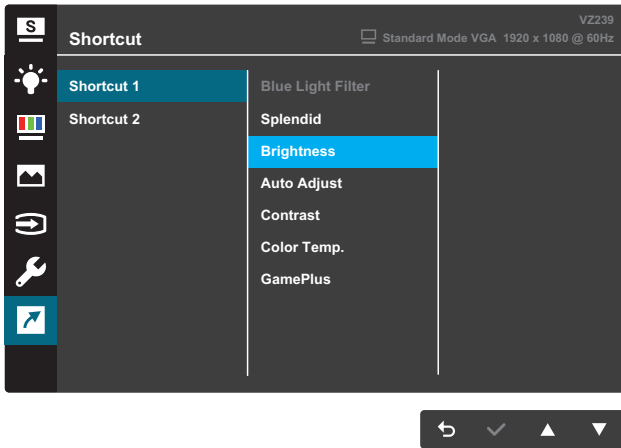 S
VZ239
Shortcut
Standard Mode VGA 1920 x 1080 @ 60Hz
Shortcut 1
Shortcut 2
Blue Light Filter
Splendid
Brightness
Auto Adjust
Contrast
Color Temp.
GamePlus